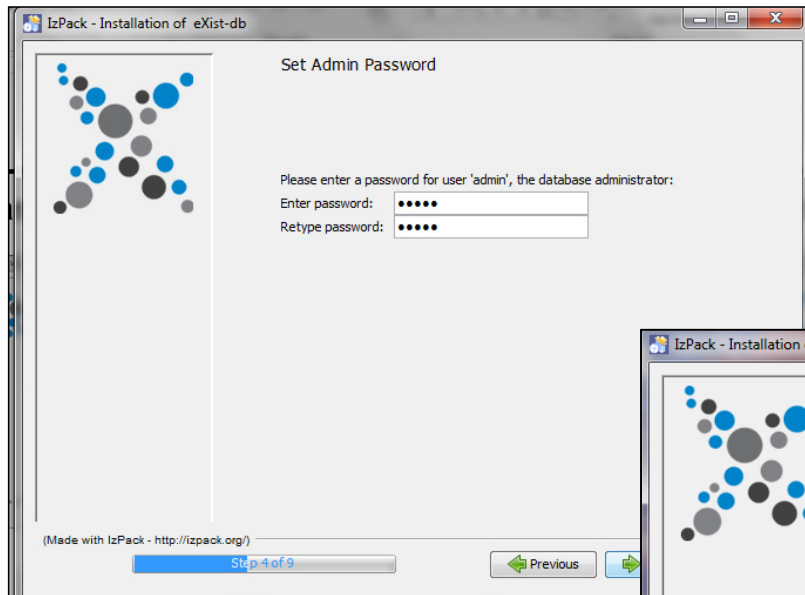 IzPack - Installation of eXist-db
Set Admin Password
Please enter a password for user 'admin', the database administrator:
Enter password: •••••
Retype password: •••••
IzPack - Installation
(Made with IzPack - http://izpack.org/)
Step 4 of 9
Previous